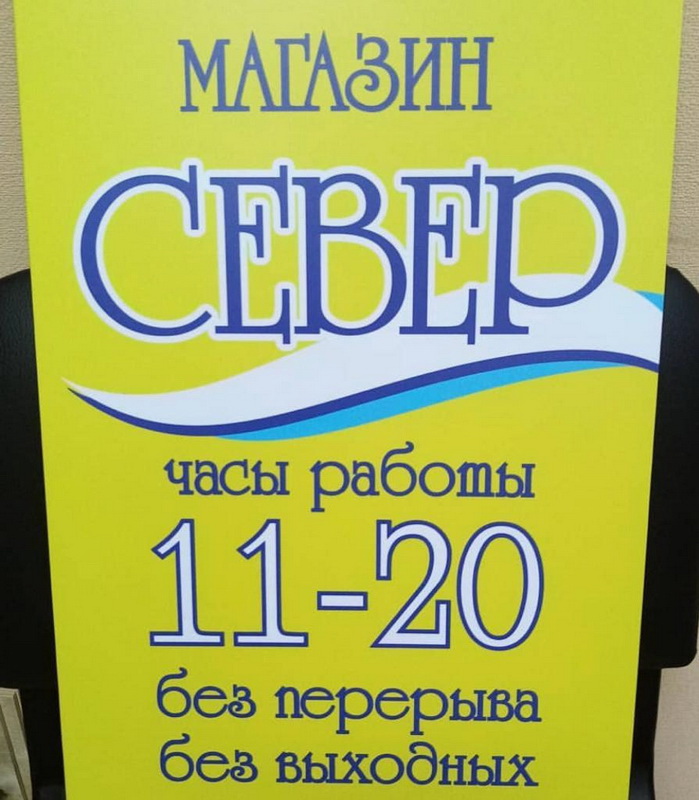 МАГАЗИН
СЕВЕР
часы работы
11-20
без перерыва
без выходных